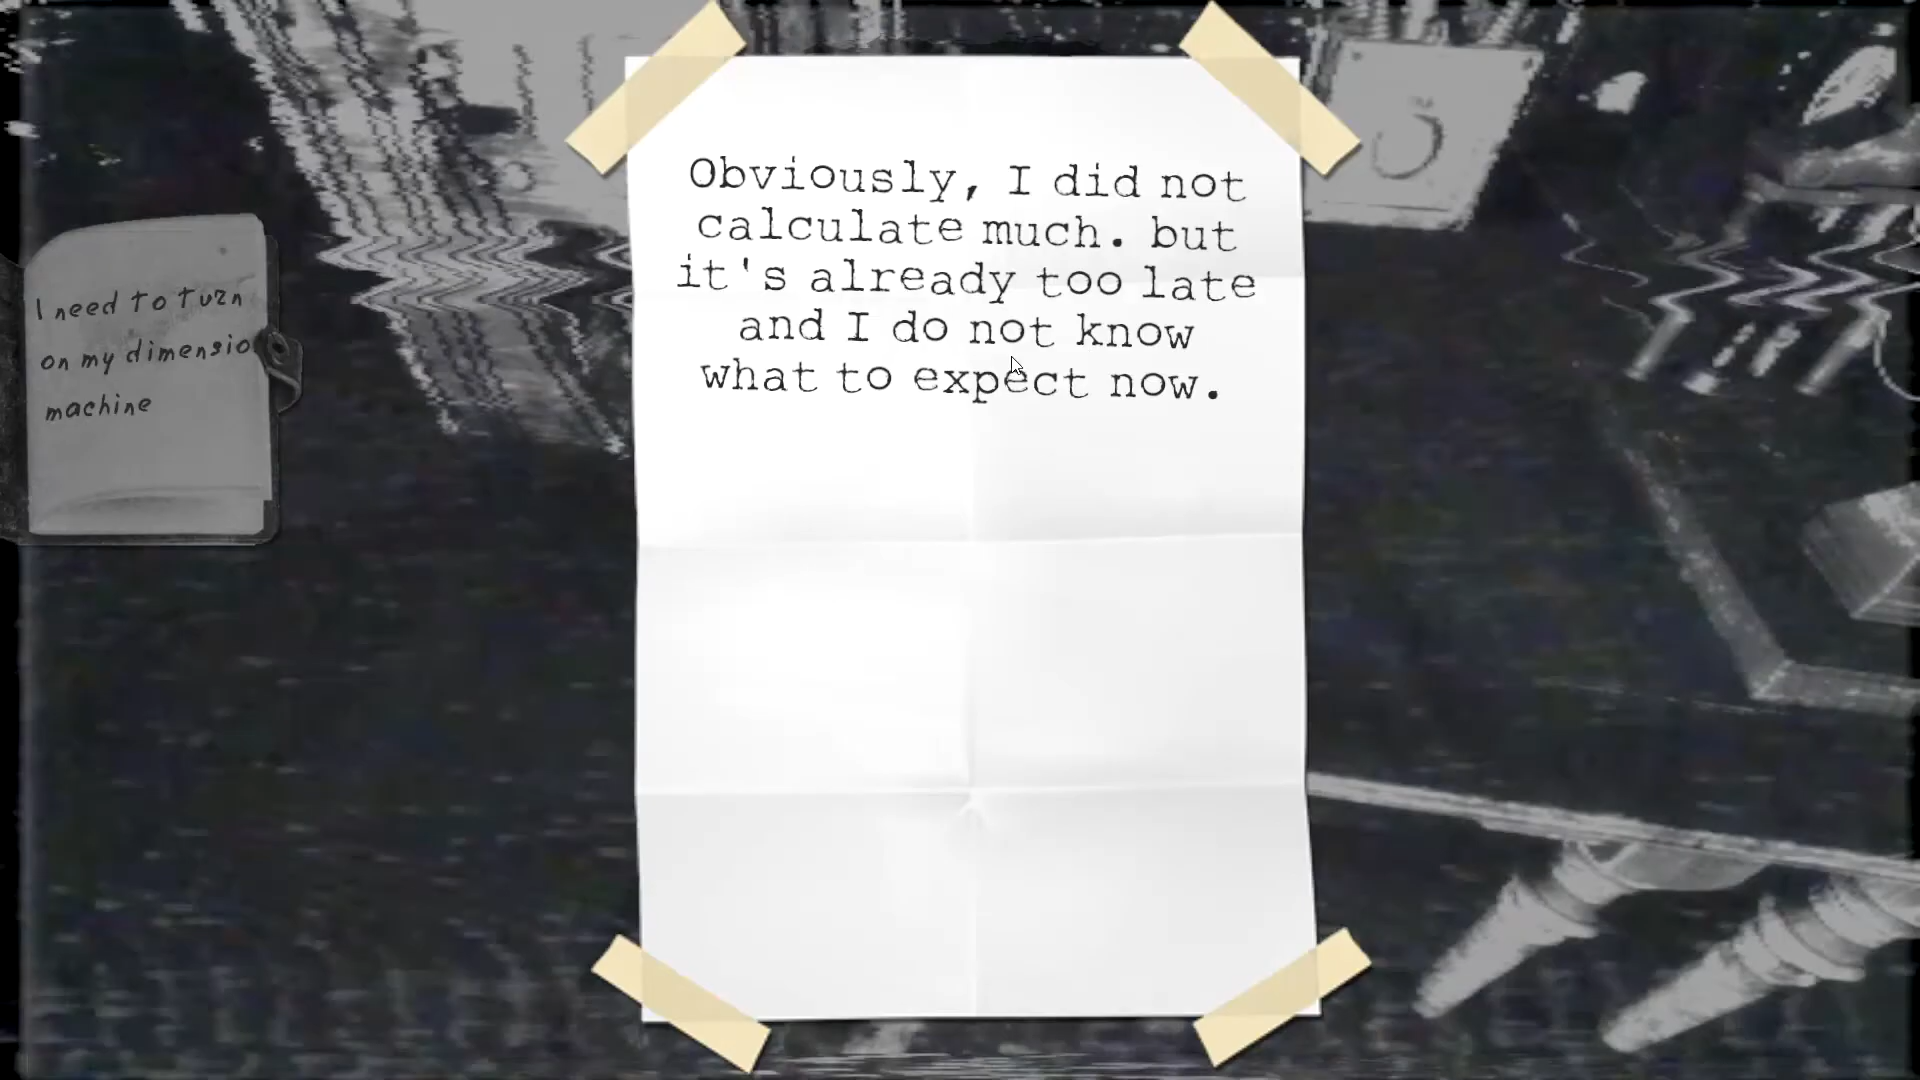 I need to turn
on my dimensio
machine
Obviously, I did not
calculate much. but
it's already too late
and I do not know
what to expect now.